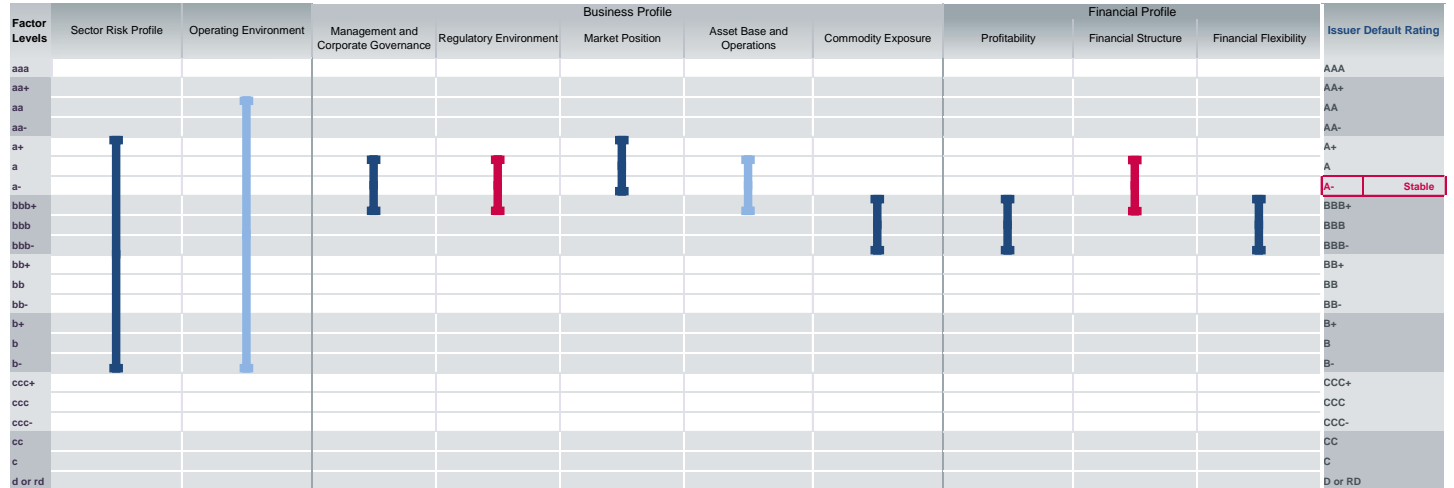 Business Profile
Financial Profile
Factor Levels
Sector Risk Profile
Operating Environment
Management and Corporate Governance
Regulatory Environment
Market Position
Asset Base and Operations
Commodity Exposure
Profitability
Financial Structure
Financial Flexibility
Issuer Default Rating
aaa AAA
aa+ AA+
aa AA
aa- AA-
a+ A+
a A
a- A- Stable
bbb+ BBB+
bbb BBB
bbb- BBB-
bb+ BB+
bb BB
bb- BB-
b+ B+
b B
b- B-
ccc+ CCC+
ccc CCC
ccc- CCC-
cc CC
c C
d or rd D or RD